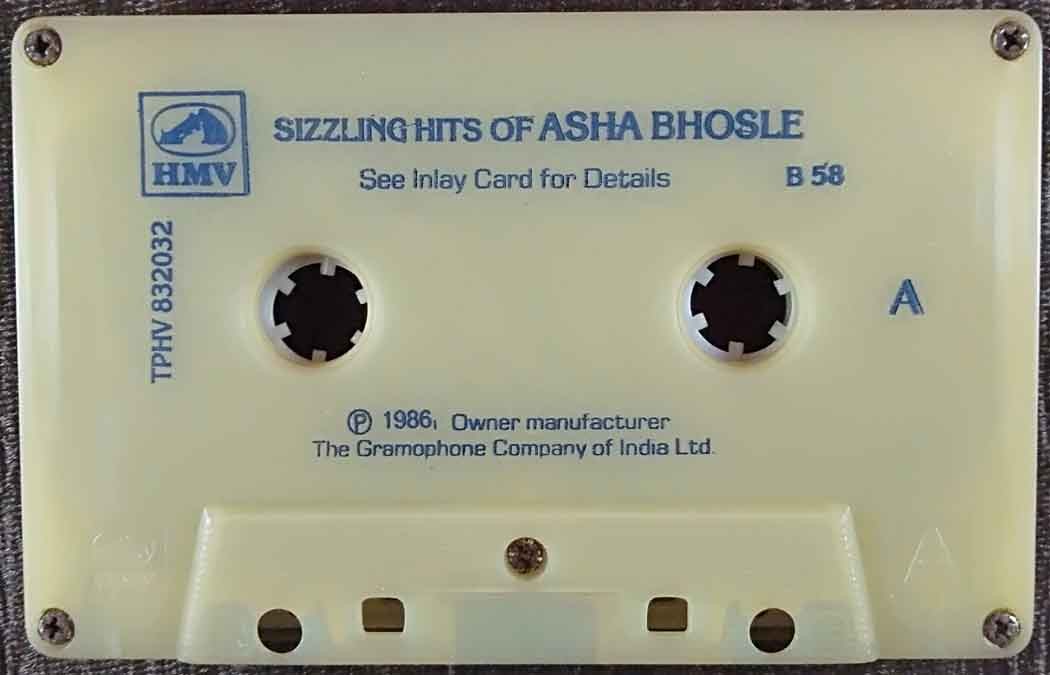 SIZZLING HITS OF ASHA BHOSLE
HMV
See Inlay Card for Details
B 58
TPHV 832032
A
Ⓟ 1986, Owner manufacturer
The Gramophone Company of India Ltd.
A